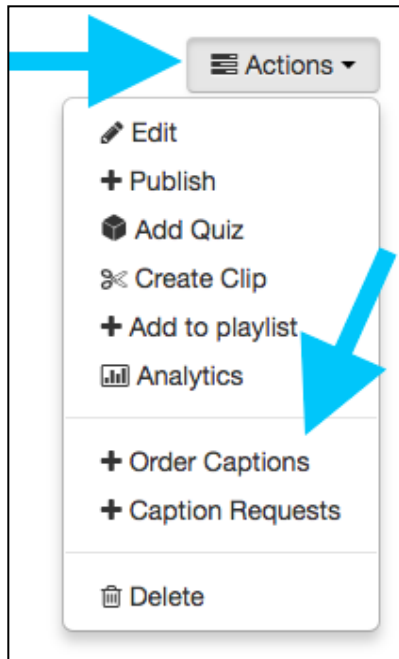 Actions
Edit
Publish
Add Quiz
Create Clip
Add to playlist
Analytics
Order Captions
Caption Requests
Delete